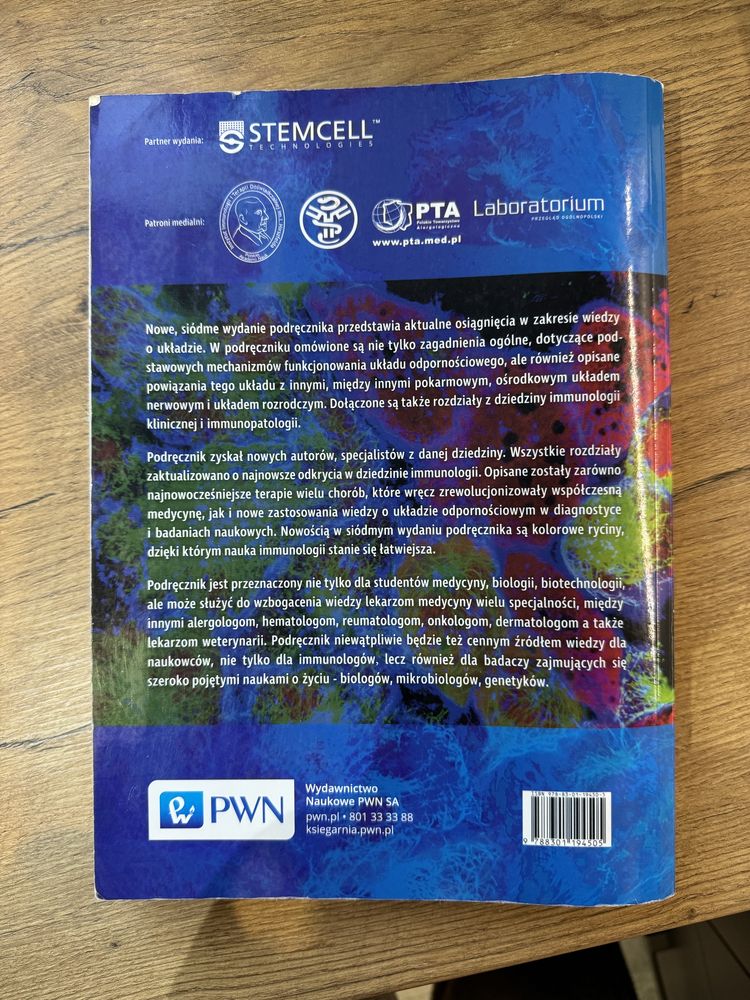 Partner wydania:
STEMCELL™
TECHNOLOGIES
Patroni medialni:
PTA
Polskie Towarzystwo
Alergologiczne
www.pta.med.pl
Laboratorium
PRZEGLĄD OGÓLNOPOLSKI
Nowe, siódme wydanie podręcznika przedstawia aktualne osiągnięcia w zakresie wiedzy
o układzie. W podręczniku omówione są nie tylko zagadnienia ogólne, dotyczące pod-
stawowych mechanizmów funkcjonowania układu odpornościowego, ale również opisane
powiązania tego układu z innymi, między innymi pokarmowym, ośrodkowym układem
nerwowym i układem rozrodczym. Dołączone są także rozdziały z dziedziny immunologii
klinicznej i immunopatologii.
Podręcznik zyskał nowych autorów, specjalistów z danej dziedziny. Wszystkie rozdziały
zaktualizowano o najnowsze odkrycia w dziedzinie immunologii. Opisane zostały zarówno
najnowocześniejsze terapie wielu chorób, które wręcz zrewolucjonizowały współczesną
medycynę, jak i nowe zastosowania wiedzy o układzie odpornościowym w diagnostyce
i badaniach naukowych. Nowością w siódmym wydaniu podręcznika są kolorowe ryciny,
dzięki którym nauka immunologii stanie się łatwiejsza.
Podręcznik jest przeznaczony nie tylko dla studentów medycyny, biologii, biotechnologii,
ale może służyć do wzbogacenia wiedzy lekarzom medycyny wielu specjalności, między
innymi alergologom, hematologom, reumatologom, onkologom, dermatologom a także
lekarzom weterynarii. Podręcznik niewątpliwie będzie też cennym źródłem wiedzy dla
naukowców, nie tylko dla immunologów, lecz również dla badaczy zajmujących się
szeroko pojętymi naukami o życiu - biologów, mikrobiologów, genetyków.
PWN
Wydawnictwo
Naukowe PWN SA
pwn.pl • 801 33 33 88
ksiegarnia.pwn.pl
ISBN 978-83-01-19450-5
9 788301 194505